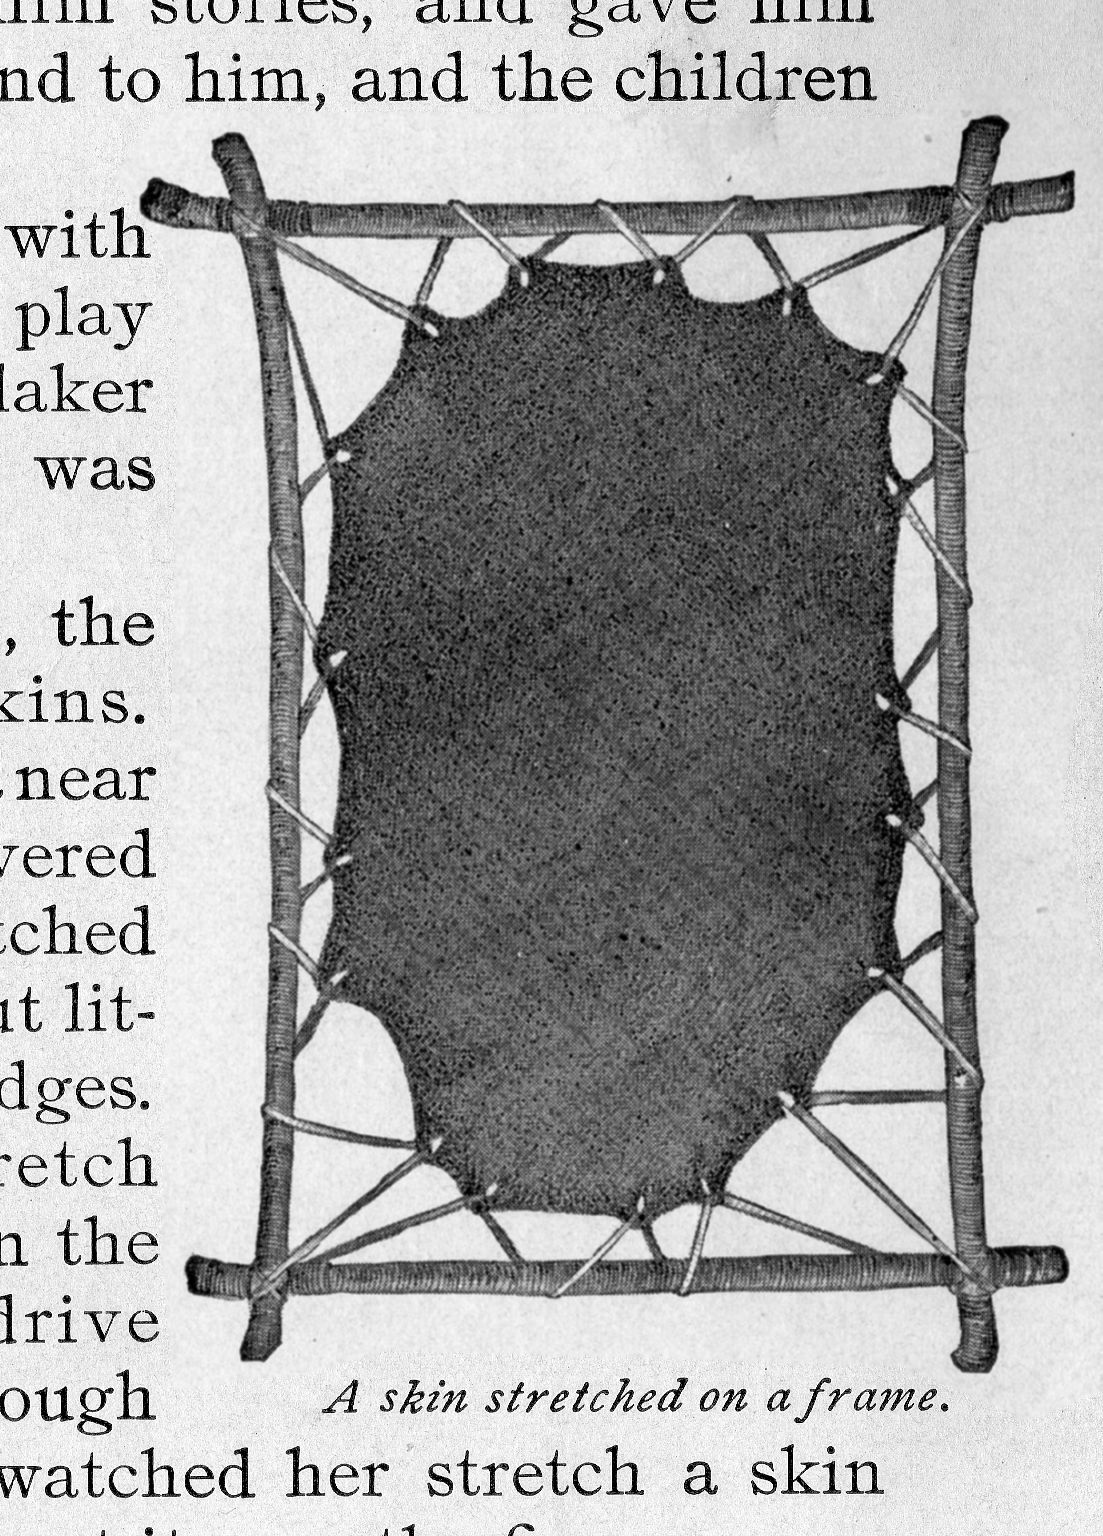 him stories, and gave him
nd to him, and the children
with
play
laker
was
, the
kins.
near
vered
tched
ut lit-
dges.
retch
n the
drive
ough
A skin stretched on a frame.
watched her stretch a skin